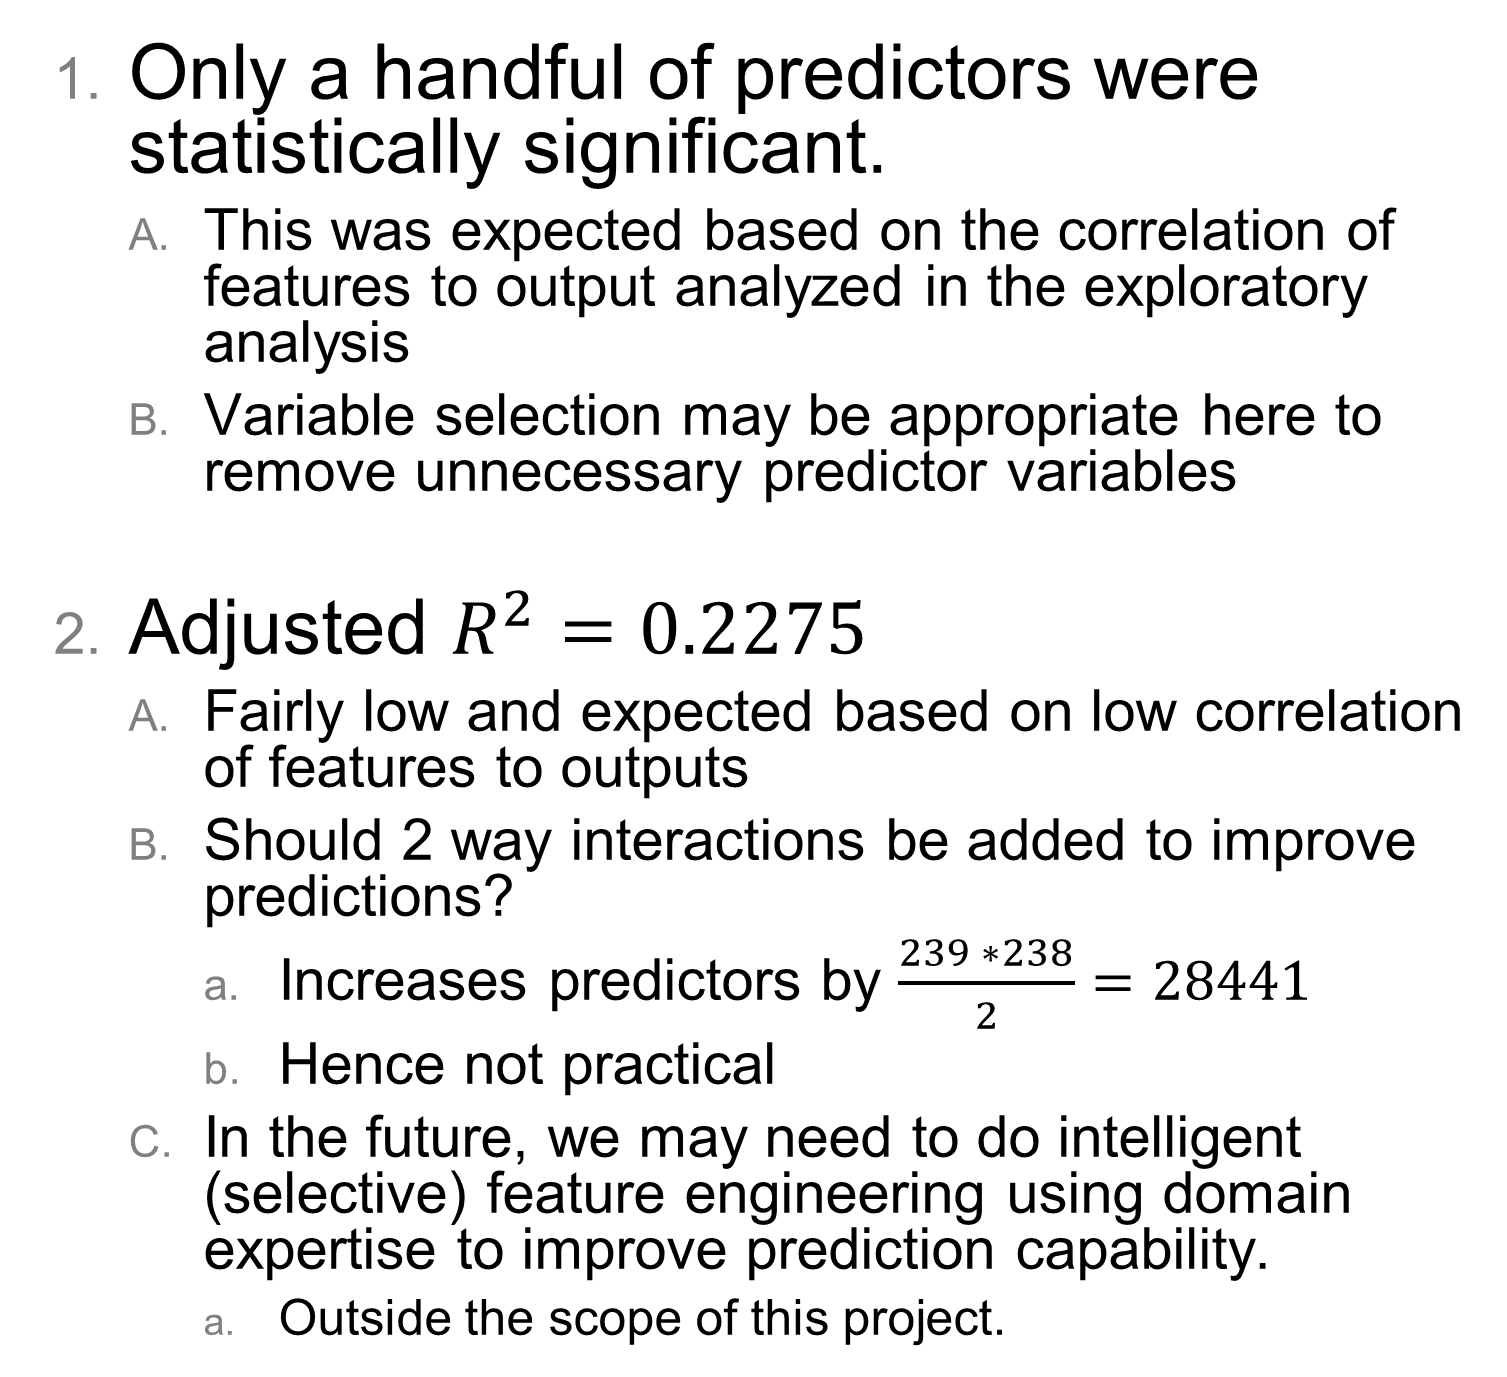 1. Only a handful of predictors were
statistically significant.
A. This was expected based on the correlation of
features to output analyzed in the exploratory
analysis
B. Variable selection may be appropriate here to
remove unnecessary predictor variables
2. Adjusted R² = 0.2275
A. Fairly low and expected based on low correlation
of features to outputs
B. Should 2 way interactions be added to improve
predictions?
a. Increases predictors by 239 *238 / 2 = 28441
b. Hence not practical
C. In the future, we may need to do intelligent
(selective) feature engineering using domain
expertise to improve prediction capability.
a. Outside the scope of this project.